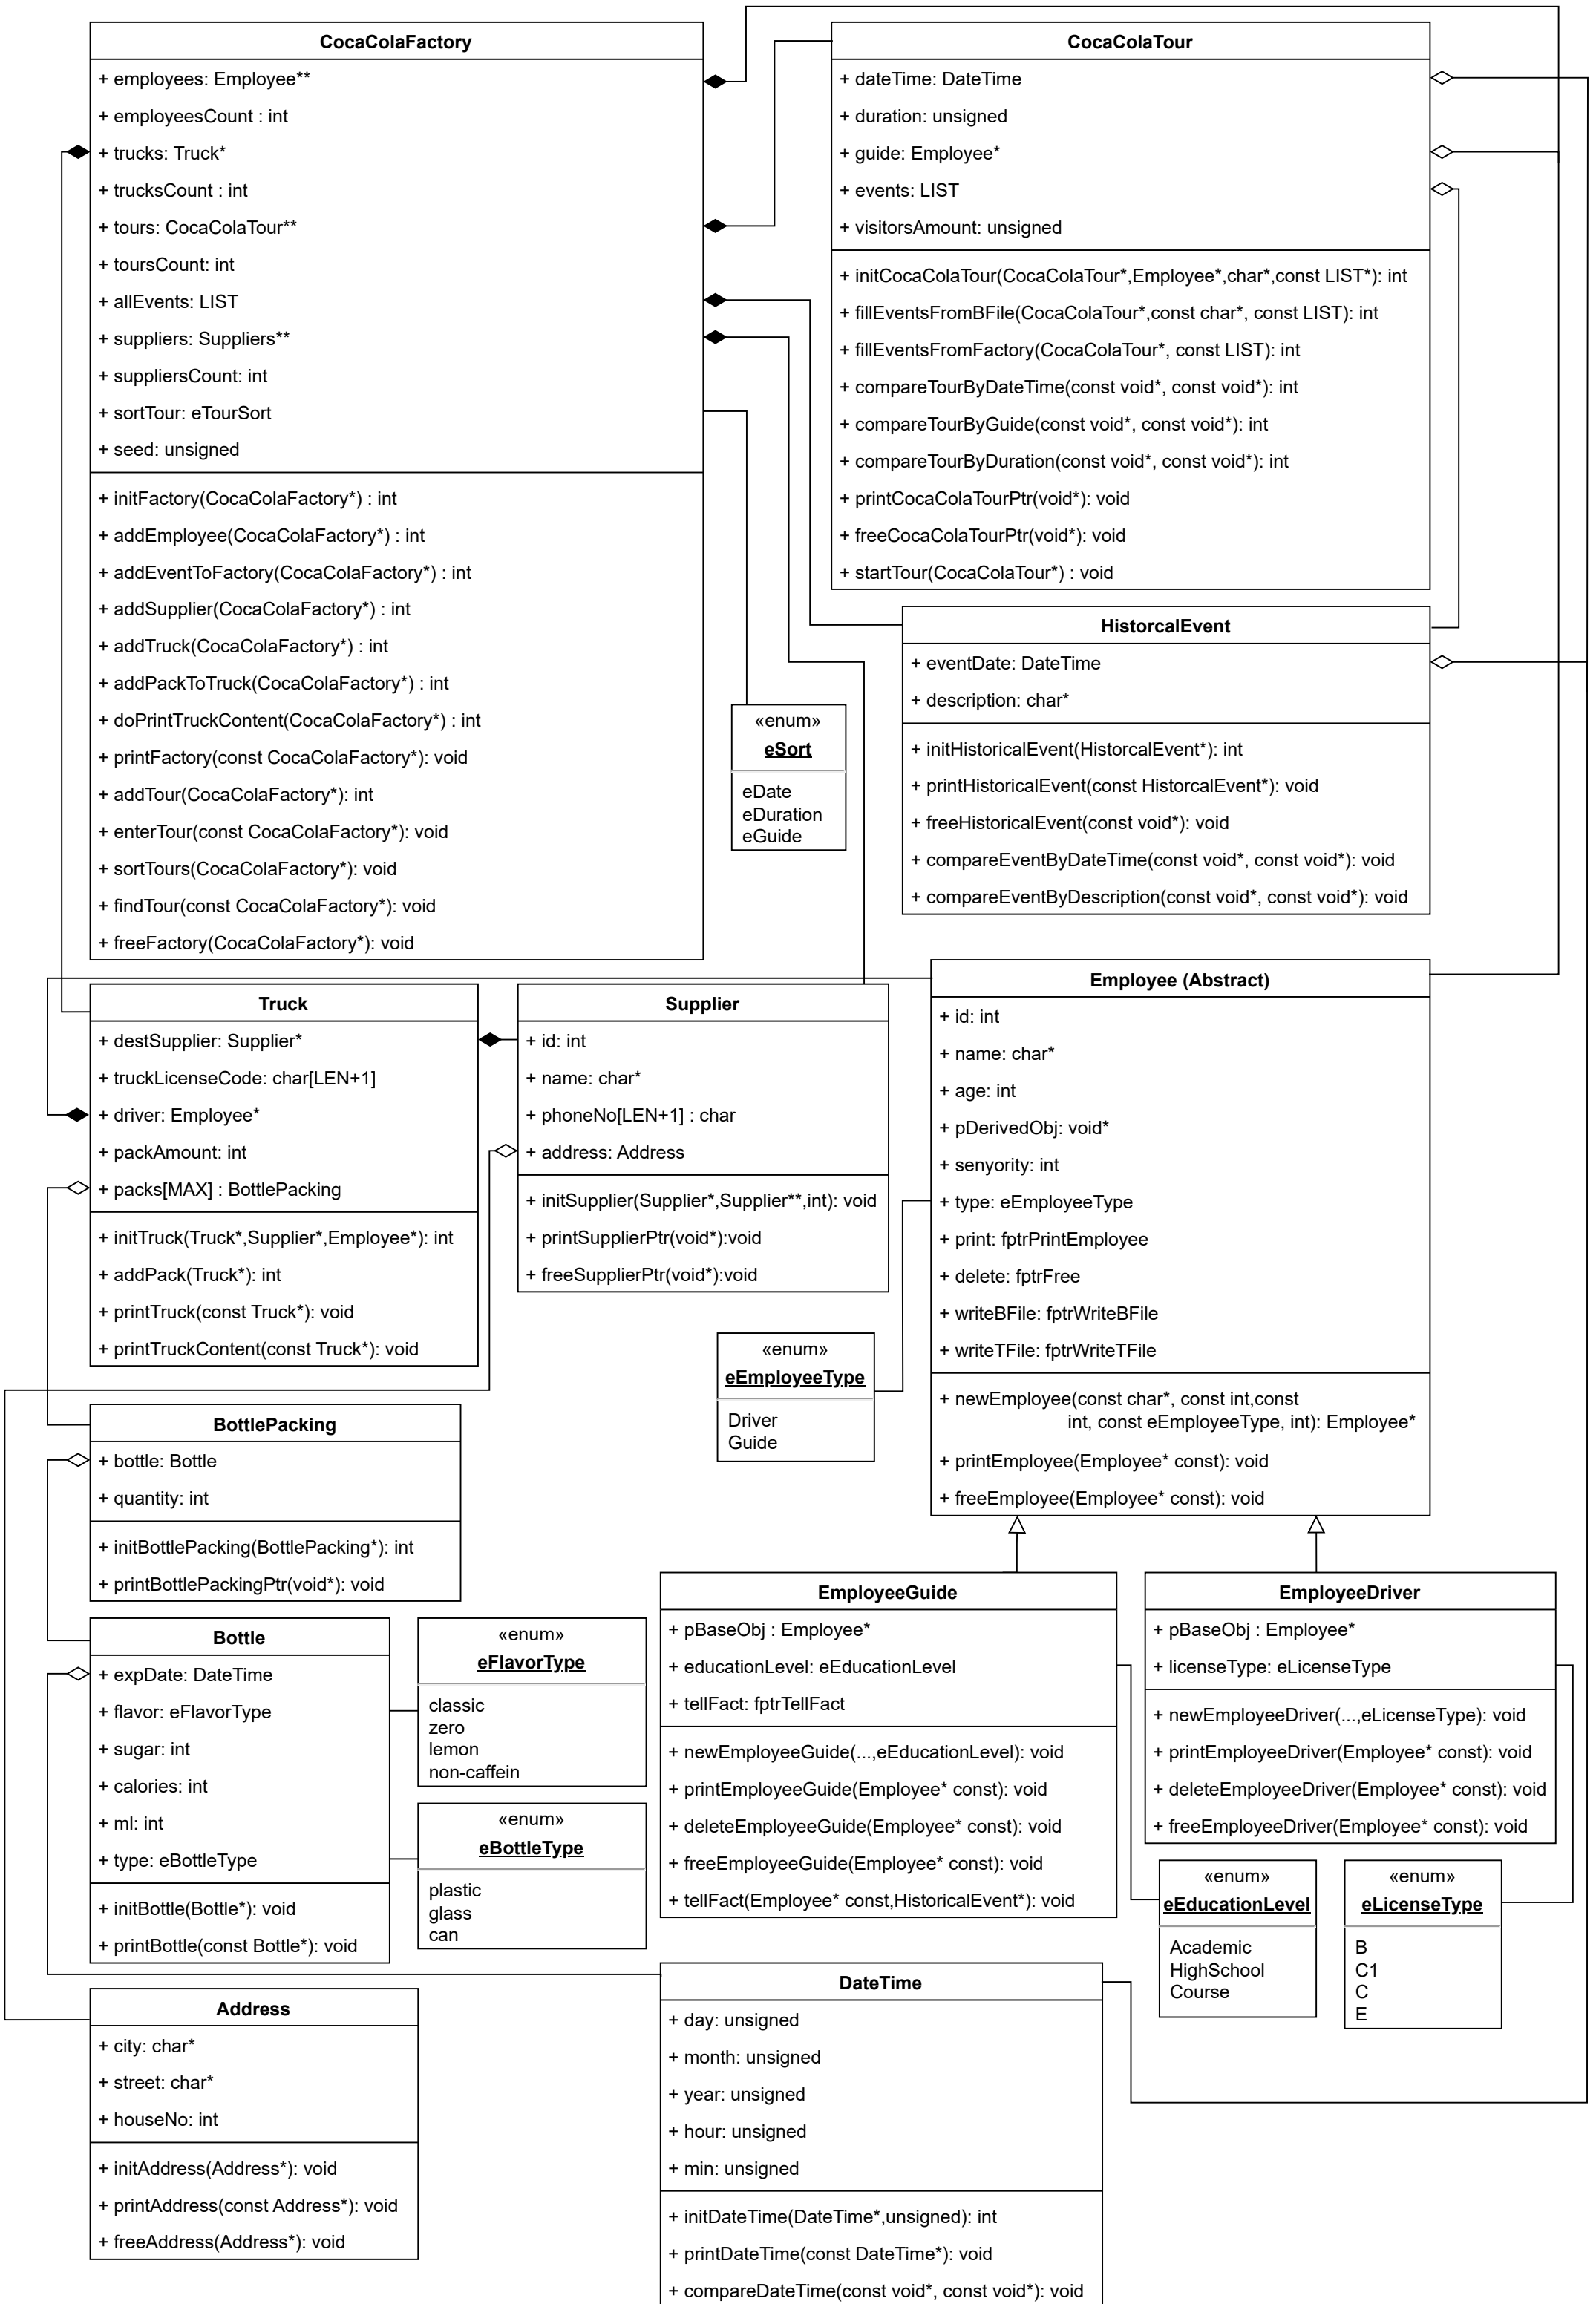 CocaColaFactory
+ employees: Employee**
+ employeesCount : int
+ trucks: Truck*
+ trucksCount : int
+ tours: CocaColaTour**
+ toursCount: int
+ allEvents: LIST
+ suppliers: Suppliers**
+ suppliersCount: int
+ sortTour: eTourSort
+ seed: unsigned
+ initFactory(CocaColaFactory*) : int
+ addEmployee(CocaColaFactory*) : int
+ addEventToFactory(CocaColaFactory*) : int
+ addSupplier(CocaColaFactory*) : int
+ addTruck(CocaColaFactory*) : int
+ addPackToTruck(CocaColaFactory*) : int
+ doPrintTruckContent(CocaColaFactory*) : int
+ printFactory(const CocaColaFactory*): void
+ addTour(CocaColaFactory*): int
+ enterTour(const CocaColaFactory*): void
+ sortTours(CocaColaFactory*): void
+ findTour(const CocaColaFactory*): void
+ freeFactory(CocaColaFactory*): void
CocaColaTour
+ dateTime: DateTime
+ duration: unsigned
+ guide: Employee*
+ events: LIST
+ visitorsAmount: unsigned
+ initCocaColaTour(CocaColaTour*,Employee*,char*,const LIST*): int
+ fillEventsFromBFile(CocaColaTour*,const char*, const LIST): int
+ fillEventsFromFactory(CocaColaTour*, const LIST): int
+ compareTourByDateTime(const void*, const void*): int
+ compareTourByGuide(const void*, const void*): int
+ compareTourByDuration(const void*, const void*): int
+ printCocaColaTourPtr(void*): void
+ freeCocaColaTourPtr(void*): void
+ startTour(CocaColaTour*) : void
HistorcalEvent
+ eventDate: DateTime
+ description: char*
+ initHistoricalEvent(HistorcalEvent*): int
+ printHistoricalEvent(const HistorcalEvent*): void
+ freeHistoricalEvent(const void*): void
+ compareEventByDateTime(const void*, const void*): void
+ compareEventByDescription(const void*, const void*): void
«enum»
eSort
eDate
eDuration
eGuide
Truck
+ destSupplier: Supplier*
+ truckLicenseCode: char[LEN+1]
+ driver: Employee*
+ packAmount: int
+ packs[MAX] : BottlePacking
+ initTruck(Truck*,Supplier*,Employee*): int
+ addPack(Truck*): int
+ printTruck(const Truck*): void
+ printTruckContent(const Truck*): void
Supplier
+ id: int
+ name: char*
+ phoneNo[LEN+1] : char
+ address: Address
+ initSupplier(Supplier*,Supplier**,int): void
+ printSupplierPtr(void*):void
+ freeSupplierPtr(void*):void
Employee (Abstract)
+ id: int
+ name: char*
+ age: int
+ pDerivedObj: void*
+ senyority: int
+ type: eEmployeeType
+ print: fptrPrintEmployee
+ delete: fptrFree
+ writeBFile: fptrWriteBFile
+ writeTFile: fptrWriteTFile
+ newEmployee(const char*, const int,const
int, const eEmployeeType, int): Employee*
+ printEmployee(Employee* const): void
+ freeEmployee(Employee* const): void
«enum»
eEmployeeType
Driver
Guide
BottlePacking
+ bottle: Bottle
+ quantity: int
+ initBottlePacking(BottlePacking*): int
+ printBottlePackingPtr(void*): void
Bottle
+ expDate: DateTime
+ flavor: eFlavorType
+ sugar: int
+ calories: int
+ ml: int
+ type: eBottleType
+ initBottle(Bottle*): void
+ printBottle(const Bottle*): void
«enum»
eFlavorType
classic
zero
lemon
non-caffein
«enum»
eBottleType
plastic
glass
can
EmployeeGuide
+ pBaseObj : Employee*
+ educationLevel: eEducationLevel
+ tellFact: fptrTellFact
+ newEmployeeGuide(...,eEducationLevel): void
+ printEmployeeGuide(Employee* const): void
+ deleteEmployeeGuide(Employee* const): void
+ freeEmployeeGuide(Employee* const): void
+ tellFact(Employee* const,HistoricalEvent*): void
EmployeeDriver
+ pBaseObj : Employee*
+ licenseType: eLicenseType
+ newEmployeeDriver(...,eLicenseType): void
+ printEmployeeDriver(Employee* const): void
+ deleteEmployeeDriver(Employee* const): void
+ freeEmployeeDriver(Employee* const): void
«enum»
eEducationLevel
Academic
HighSchool
Course
«enum»
eLicenseType
B
C1
C
E
Address
+ city: char*
+ street: char*
+ houseNo: int
+ initAddress(Address*): void
+ printAddress(const Address*): void
+ freeAddress(Address*): void
DateTime
+ day: unsigned
+ month: unsigned
+ year: unsigned
+ hour: unsigned
+ min: unsigned
+ initDateTime(DateTime*,unsigned): int
+ printDateTime(const DateTime*): void
+ compareDateTime(const void*, const void*): void